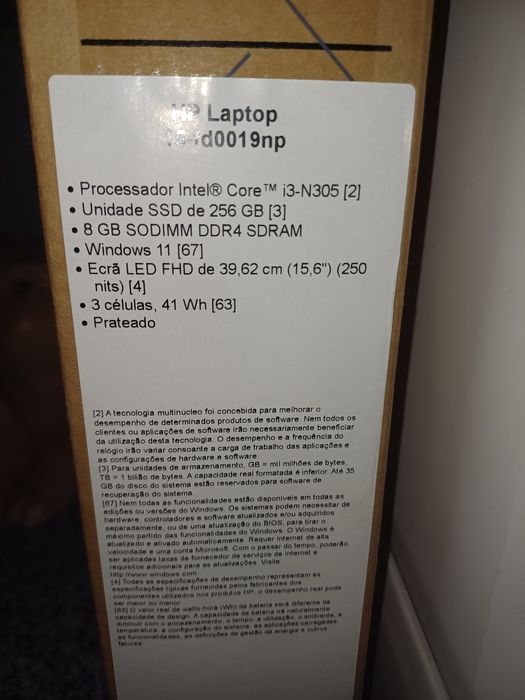 HP Laptop
15-fd0019np
• Processador Intel® Core™ i3-N305 [2]
• Unidade SSD de 256 GB [3]
• 8 GB SODIMM DDR4 SDRAM
• Windows 11 [67]
• Ecrã LED FHD de 39,62 cm (15,6") (250
nits) [4]
• 3 células, 41 Wh [63]
• Prateado
[2] A tecnologia multinúcleo foi concebida para melhorar o
desempenho de determinados produtos de software. Nem todos os
clientes ou aplicações de software irão necessariamente beneficiar
da utilização desta tecnologia. O desempenho e a frequência do
relógio irão variar consoante a carga de trabalho das aplicações e
as configurações de hardware e software.
[3] Para unidades de armazenamento, GB = mil milhões de bytes.
TB = 1 bilião de bytes. A capacidade real formatada é inferior. Até 35
GB do disco do sistema estão reservados para software de
recuperação do sistema.
[67] Nem todas as funcionalidades estão disponíveis em todas as
edições ou versões do Windows. Os sistemas podem necessitar de
hardware, controladores e software atualizados e/ou adquiridos
separadamente, ou de uma atualização do BIOS, para tirar o
máximo partido das funcionalidades do Windows. O Windows é
atualizado e ativado automaticamente. Requer Internet de alta
velocidade e uma conta Microsoft. Com o passar do tempo, poderão
ser aplicadas taxas de fornecedor de serviços de Internet e
requisitos adicionais para as atualizações. Visite
http://www.windows.com.
[4] Todas as especificações de desempenho representam as
especificações típicas fornecidas pelos fabricantes dos
componentes utilizados nos produtos HP; o desempenho real pode
ser maior ou menor.
[63] O valor real de watts-hora (Wh) da bateria será diferente da
capacidade de design. A capacidade da bateria irá naturalmente
diminuir com o armazenamento, o tempo, a utilização, o ambiente, a
temperatura, a configuração do sistema, as aplicações carregadas,
as funcionalidades, as definições de gestão da energia e outros
fatores.